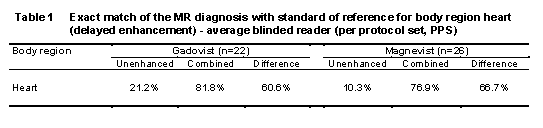 Table 1 Exact match of the MR diagnosis with standard of reference for body region heart
(delayed enhancement) - average blinded reader (per protocol set, PPS)
Body region Gadovist (n=22) Magnevist (n=26)
Unenhanced Combined Difference Unenhanced Combined Difference
Heart 21.2% 81.8% 60.6% 10.3% 76.9% 66.7%